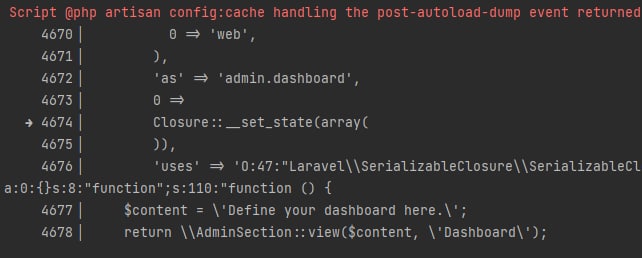 Script @php artisan config:cache handling the post-autoload-dump event returned
4670| 0 => 'web',
4671| ),
4672| 'as' => 'admin.dashboard',
4673| 0 =>
➜ 4674| Closure::__set_state(array(
4675| )),
4676| 'uses' => 'O:47:"Laravel\\SerializableClosure\\SerializableCl
a:0:{}s:8:"function";s:110:"function () {
4677| $content = \'Define your dashboard here.\';
4678| return \\AdminSection::view($content, \'Dashboard\');